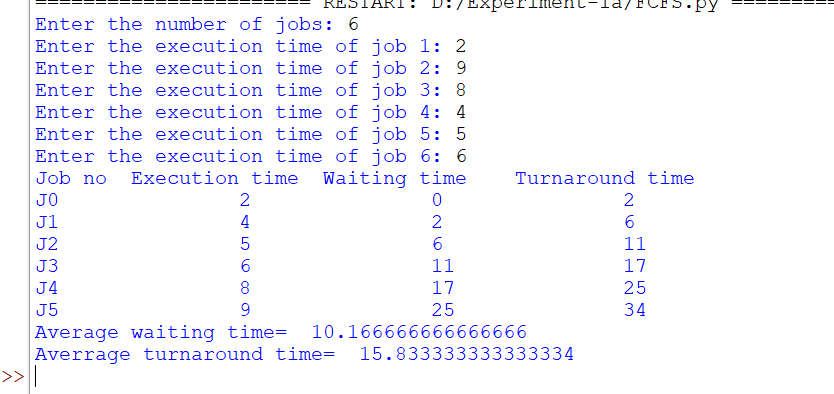 ======================= RESTART: D:/Experiment-1a/FCFS.py =========
Enter the number of jobs: 6
Enter the execution time of job 1: 2
Enter the execution time of job 2: 9
Enter the execution time of job 3: 8
Enter the execution time of job 4: 4
Enter the execution time of job 5: 5
Enter the execution time of job 6: 6
Job no  Execution time  Waiting time    Turnaround time
J0               2               0               2
J1               4               2               6
J2               5               6               11
J3               6               11              17
J4               8               17              25
J5               9               25              34
Average waiting time=  10.166666666666666
Averrage turnaround time=  15.833333333333334
>>